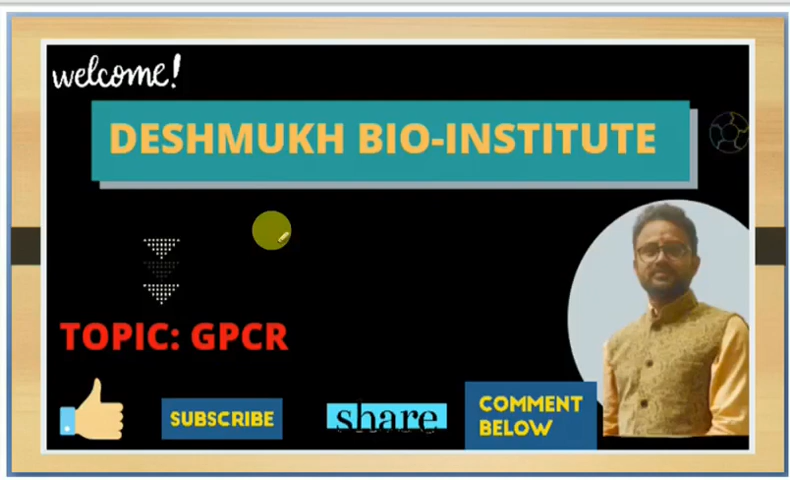 welcome!
DESHMUKH BIO-INSTITUTE
TOPIC: GPCR
SUBSCRIBE
share
COMMENT
BELOW